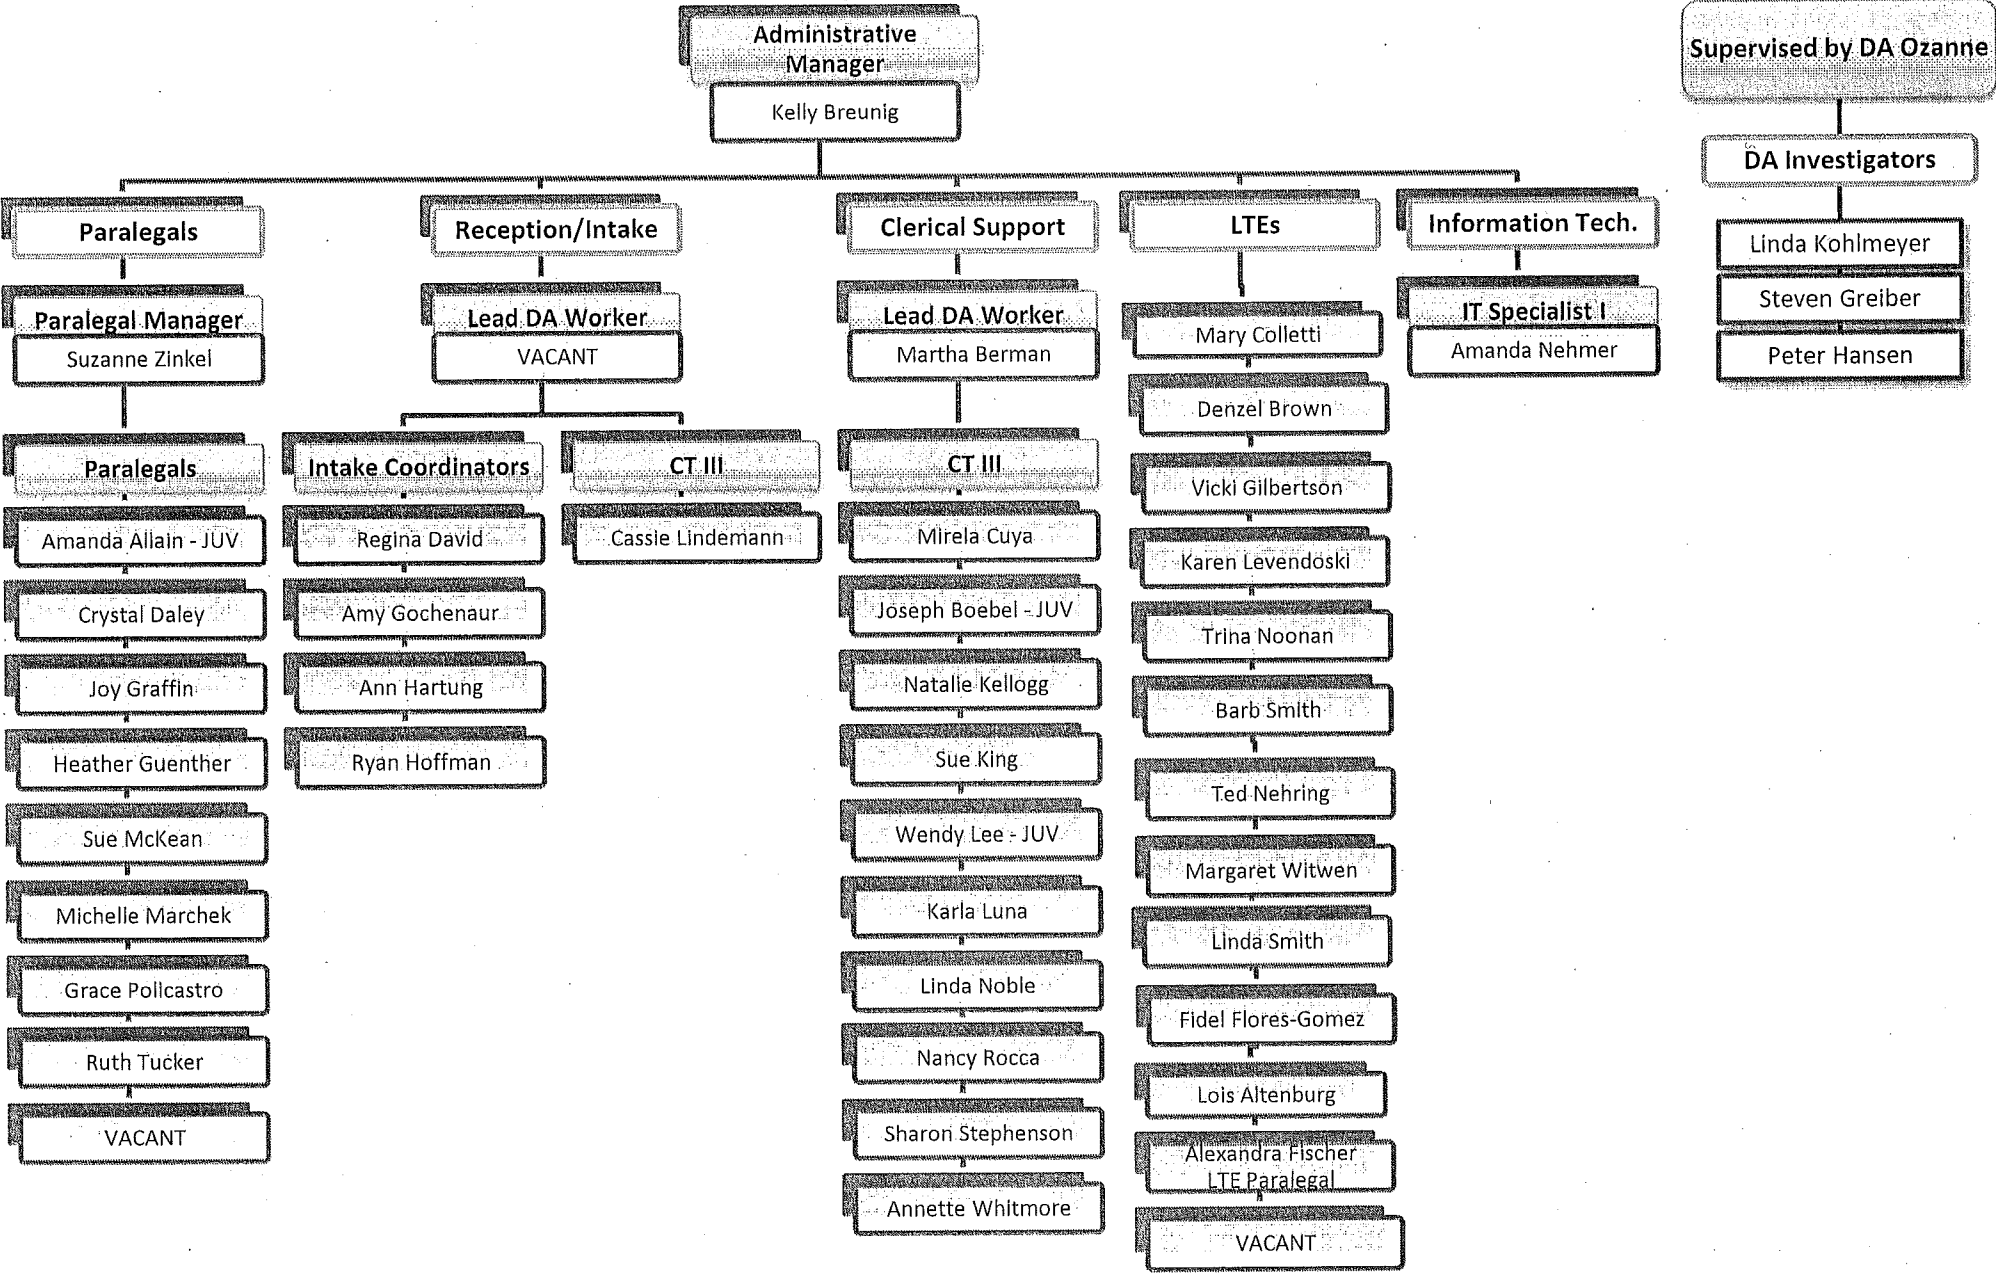 Administrative
Manager
Kelly Breunig
Supervised by DA Ozanne
DA Investigators
Linda Kohlmeyer
Steven Greiber
Peter Hansen
Paralegals
Paralegal Manager
Suzanne Zinkel
Paralegals
Amanda Allain - JUV
Crystal Daley
Joy Graffin
Heather Guenther
Sue McKean
Michelle Marchek
Grace Policastro
Ruth Tucker
VACANT
Reception/Intake
Lead DA Worker
VACANT
Intake Coordinators
Regina David
Amy Gochenaur
Ann Hartung
Ryan Hoffman
CT III
Cassie Lindemann
Clerical Support
Lead DA Worker
Martha Berman
CT III
Mirela Cuya
Joseph Boebel - JUV
Natalie Kellogg
Sue King
Wendy Lee - JUV
Karla Luna
Linda Noble
Nancy Rocca
Sharon Stephenson
Annette Whitmore
LTEs
Mary Colletti
Denzel Brown
Vicki Gilbertson
Karen Levendoski
Trina Noonan
Barb Smith
Ted Nehring
Margaret Witwen
Linda Smith
Fidel Flores-Gomez
Lois Altenburg
Alexandra Fischer
LTE Paralegal
VACANT
Information Tech.
IT Specialist I
Amanda Nehmer